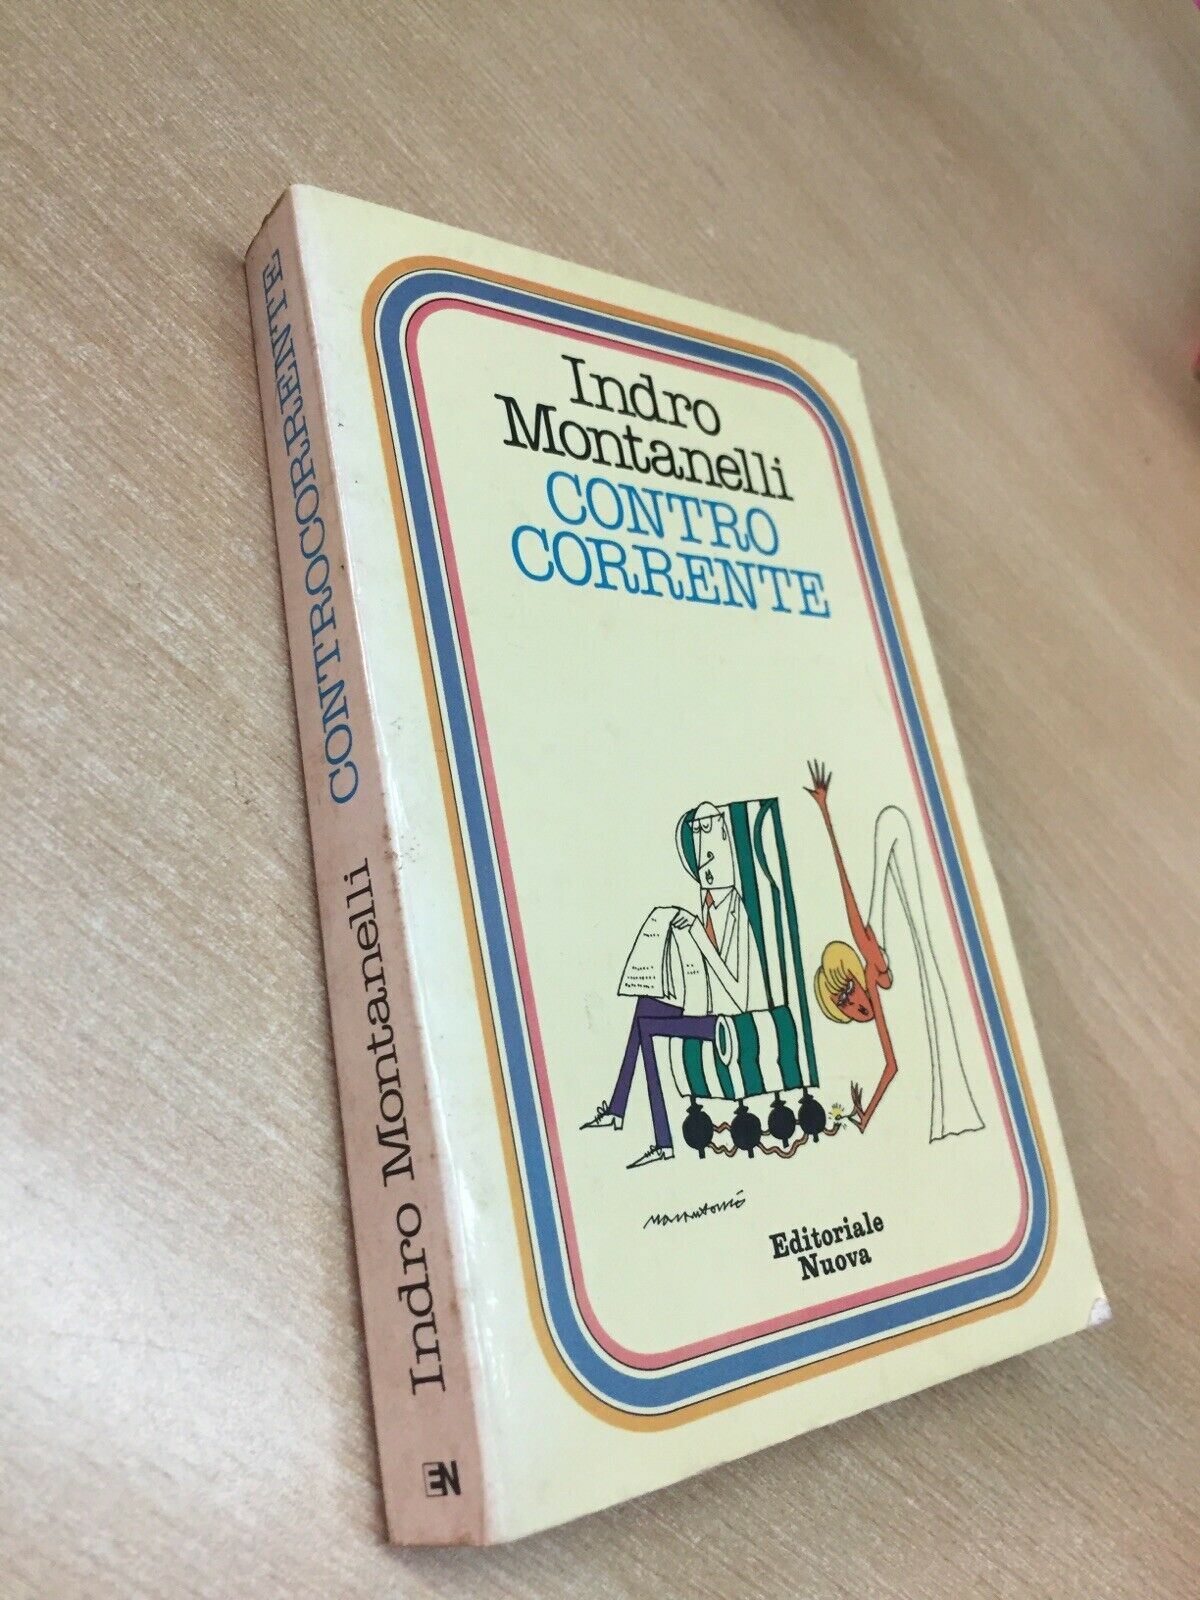 Indro
Montanelli
CONTRO
CORRENTE
Editoriale
Nuova
Indro Montanelli CONTROCORRENTE
EN